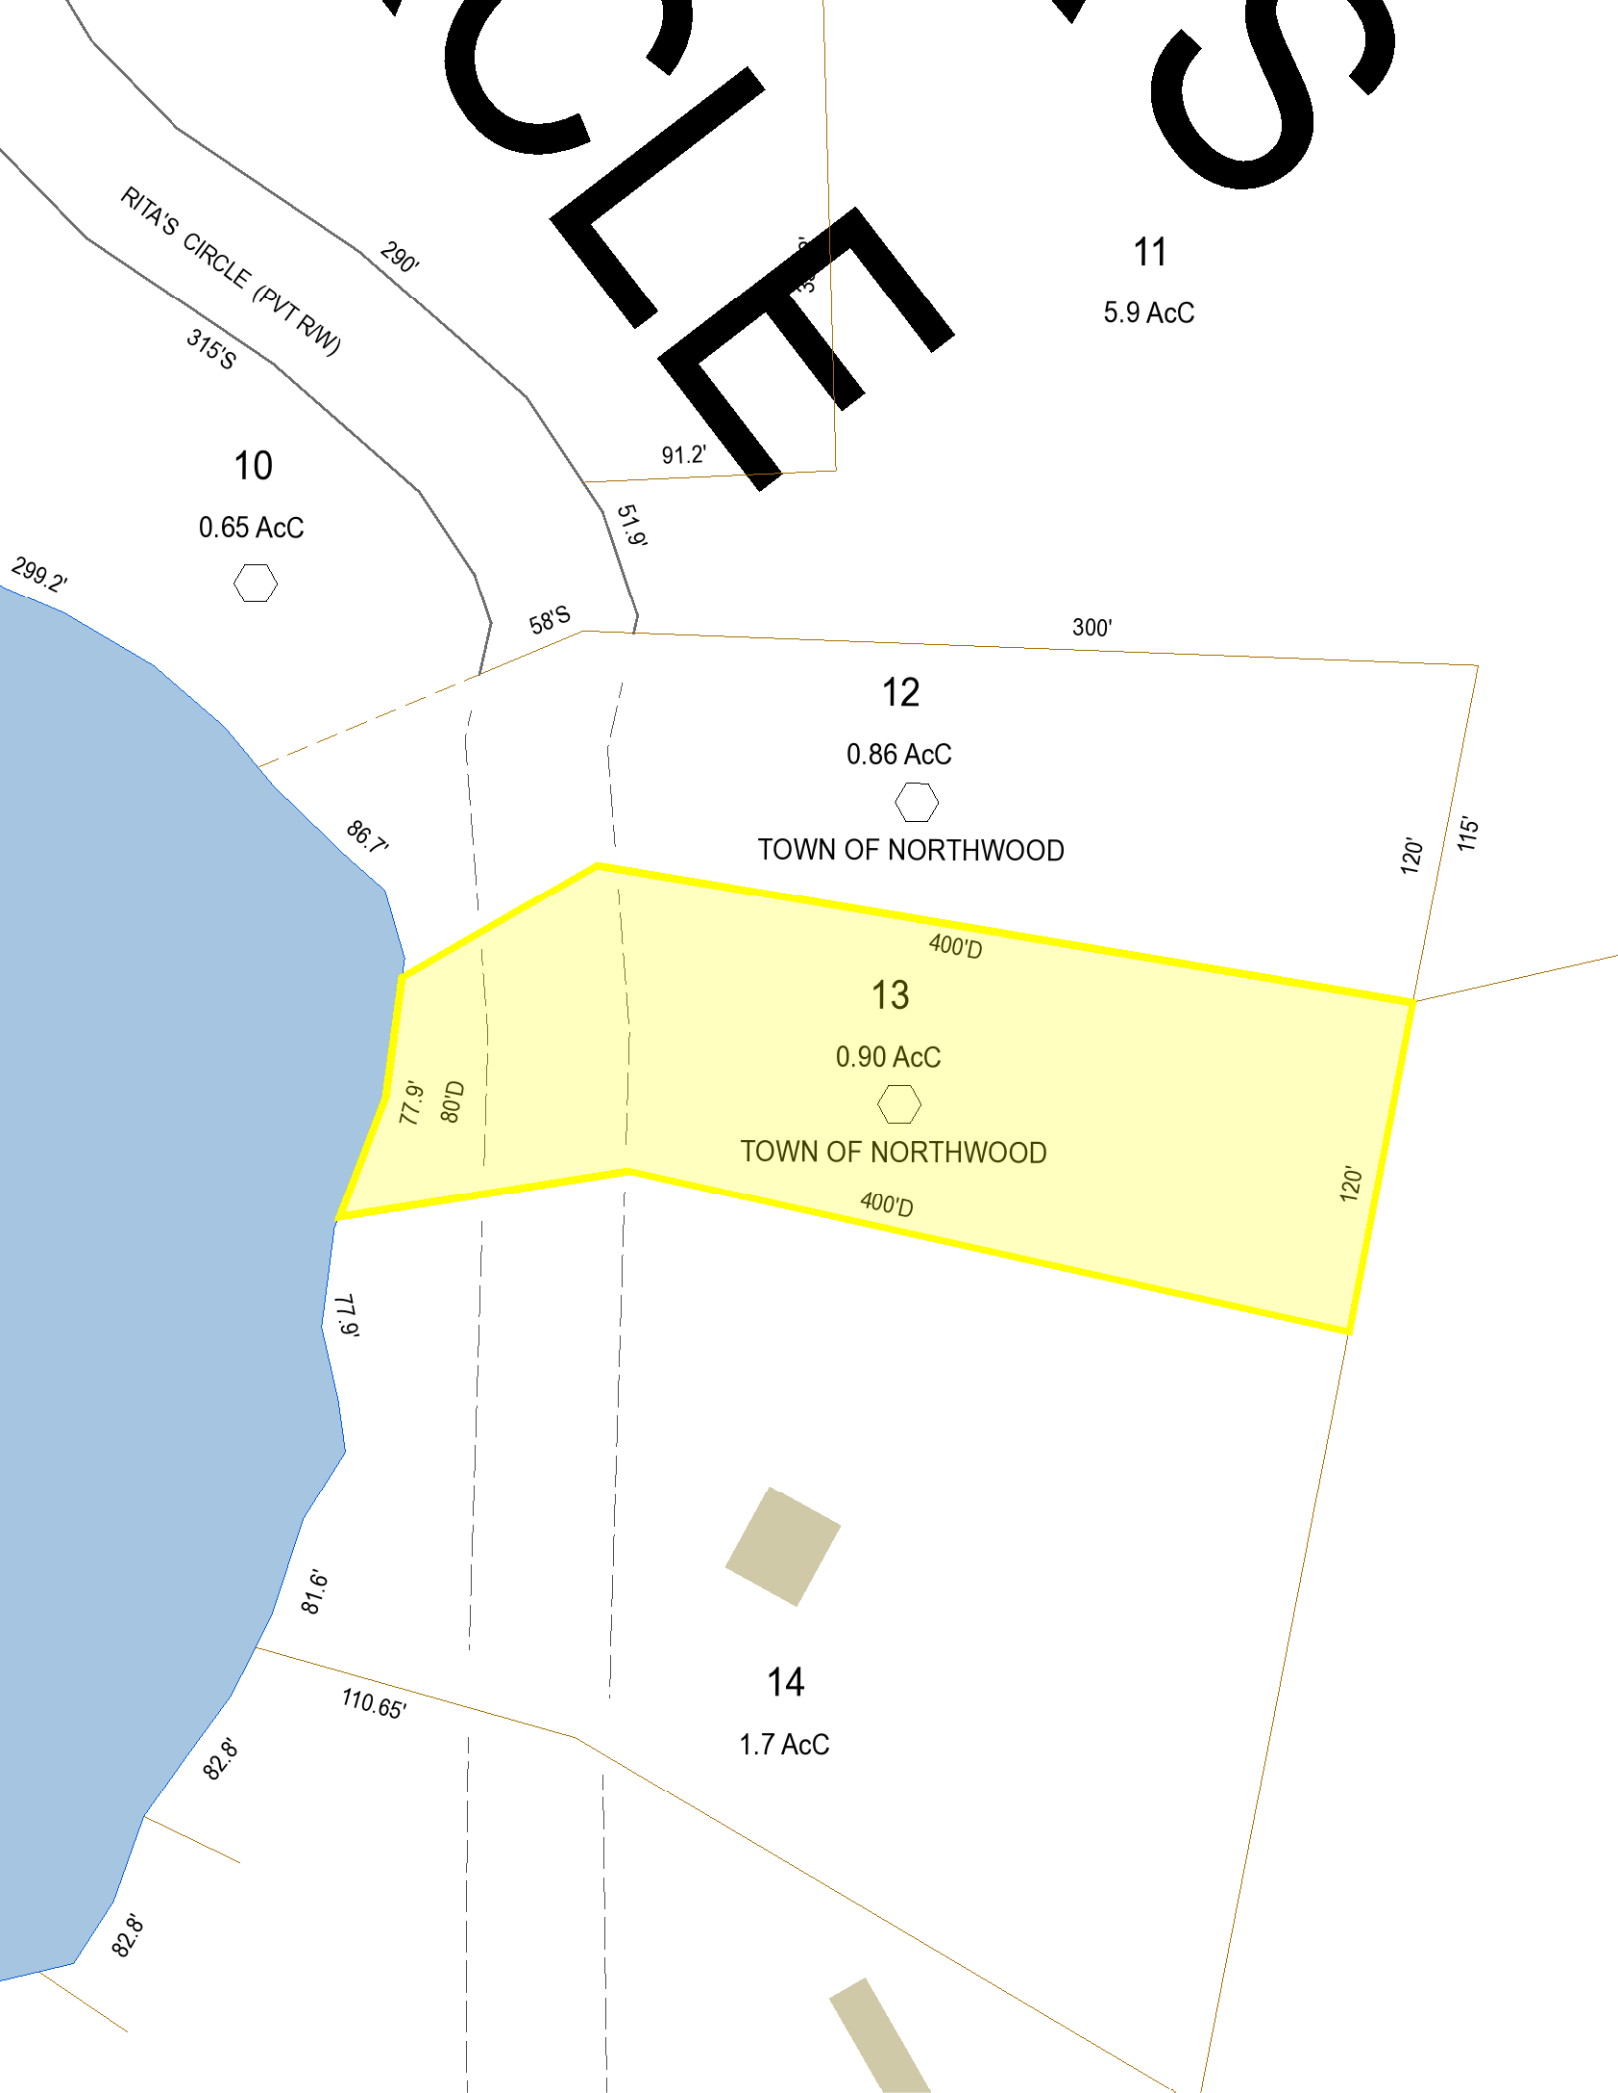 CLE
S
RITA'S CIRCLE (PVT R/W)
290'
11
5.9 AcC
315'S
91.2'
10
0.65 AcC
51.9'
299.2'
58'S
300'
12
0.86 AcC
86.7'
120'
115'
TOWN OF NORTHWOOD
400'D
13
0.90 AcC
77.9'
80'D
TOWN OF NORTHWOOD
120'
400'D
77.9'
81.6'
14
110.65'
1.7 AcC
82.8'
82.8'